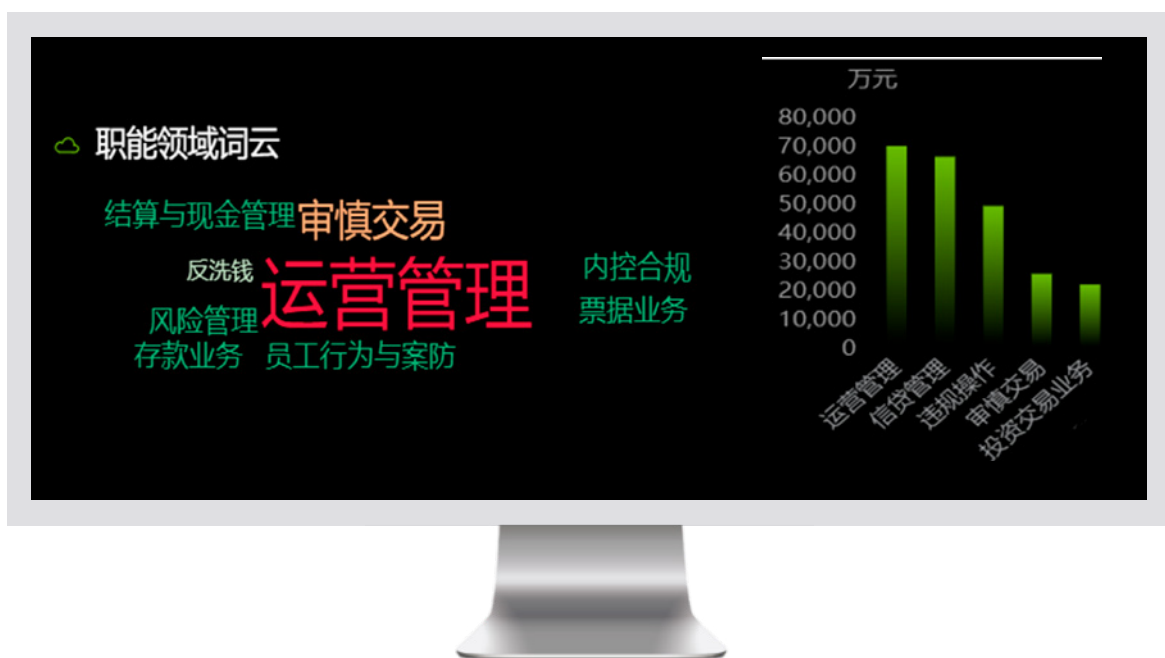 职能领域词云
结算与现金管理
审慎交易
反洗钱
运营管理
内控合规
风险管理
票据业务
存款业务
员工行为与案防
万元
80,000
70,000
60,000
50,000
40,000
30,000
20,000
10,000
0
运营管理
信贷管理
违规操作
审慎交易
投资交易业务